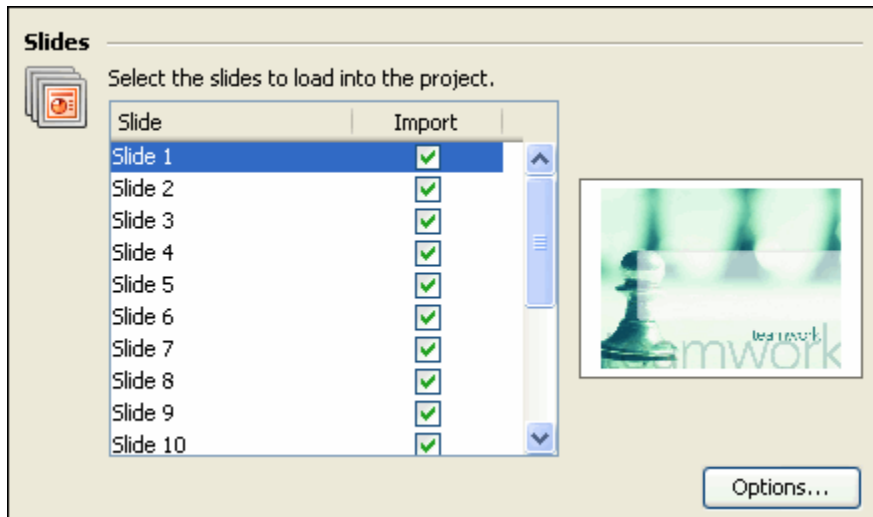 Slides
Select the slides to load into the project.
Slide Import
Slide 1
Slide 2
Slide 3
Slide 4
Slide 5
Slide 6
Slide 7
Slide 8
Slide 9
Slide 10
teamwork
teamwork
Options...